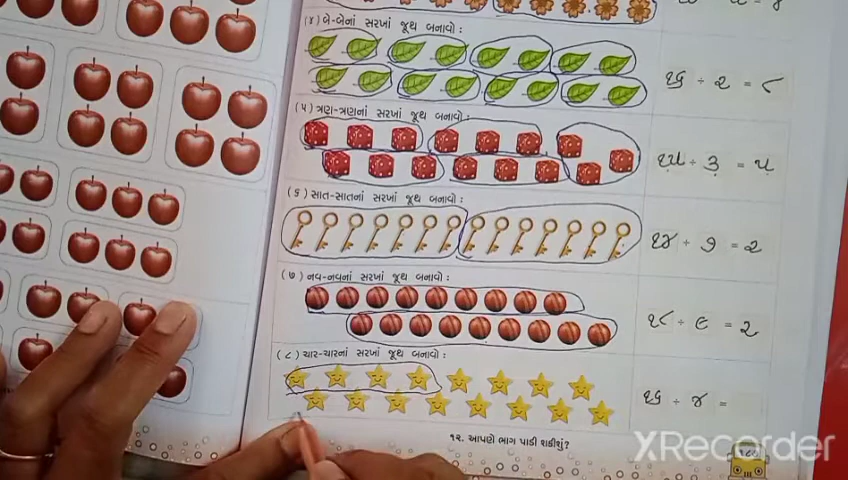 (૪) બે-બેનાં સરખાં જૂથ બનાવો :
૧૬ ÷ ૨ = ૮
(૫) ત્રણ-ત્રણનાં સરખાં જૂથ બનાવો :
૧૫ ÷ ૩ = ૫
(૬) સાત-સાતનાં સરખાં જૂથ બનાવો :
૧૪ ÷ ૭ = ૨
(૭) નવ-નવનાં સરખાં જૂથ બનાવો :
૧૮ ÷ ૯ = ૨
(૮) ચાર-ચારનાં સરખાં જૂથ બનાવો :
૧૬ ÷ ૪ =
૧૨. આપણે ભાગ પાડી શકીશું?
XRecorder